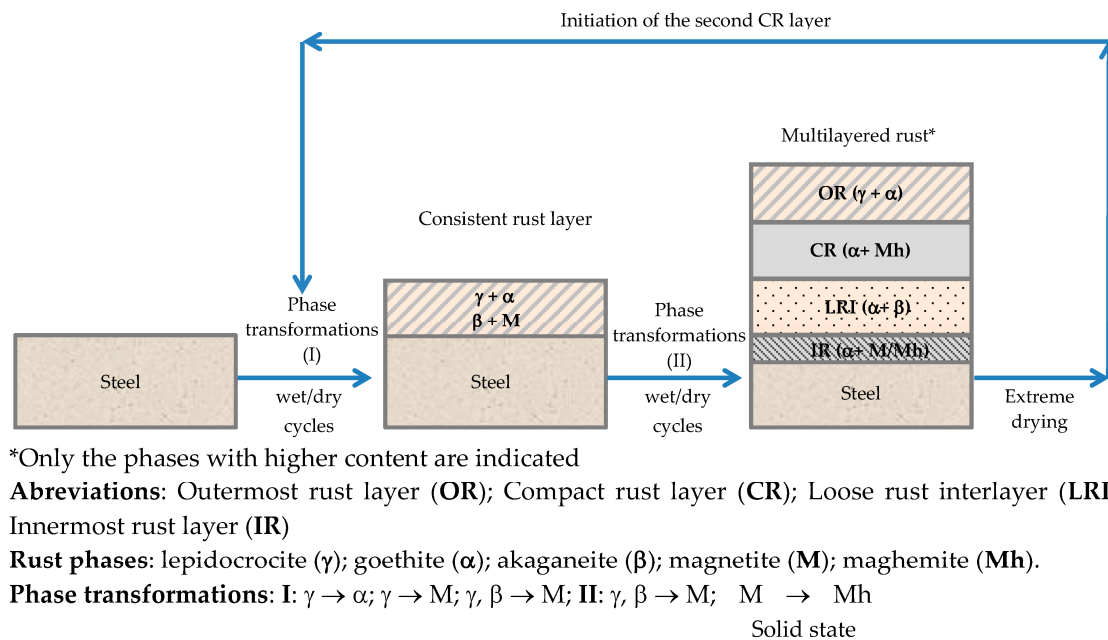 Initiation of the second CR layer
Multilayered rust*
Consistent rust layer
OR (γ + α)
CR (α+ Mh)
LRI (α+ β)
IR (α+ M/Mh)
Steel
γ + α
β + M
Steel
Steel
Phase
transformations
(I)
wet/dry
cycles
Phase
transformations
(II)
wet/dry
cycles
Extreme
drying
*Only the phases with higher content are indicated
Abreviations: Outermost rust layer (OR); Compact rust layer (CR); Loose rust interlayer (LRI
Innermost rust layer (IR)
Rust phases: lepidocrocite (γ); goethite (α); akaganeite (β); magnetite (M); maghemite (Mh).
Phase transformations: I: γ → α; γ → M; γ, β → M; II: γ, β → M; M → Mh
Solid state